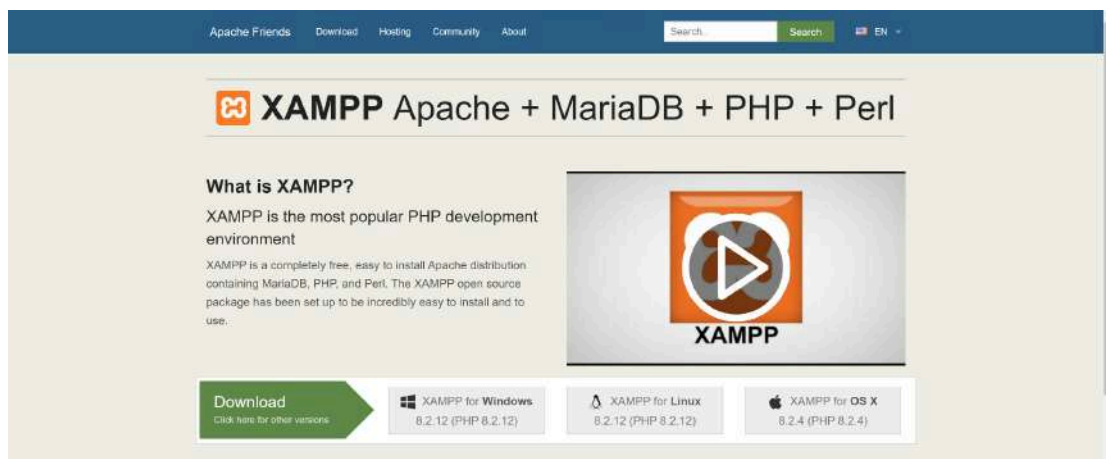 Apache Friends Download Hosting Community About Search... Search EN
XAMPP Apache + MariaDB + PHP + Perl
What is XAMPP?
XAMPP is the most popular PHP development
environment
XAMPP is a completely free, easy to install Apache distribution
containing MariaDB, PHP, and Perl. The XAMPP open source
package has been set up to be incredibly easy to install and to
use.
XAMPP
Download
Click here for other versions
XAMPP for Windows
8.2.12 (PHP 8.2.12)
XAMPP for Linux
8.2.12 (PHP 8.2.12)
XAMPP for OS X
8.2.4 (PHP 8.2.4)